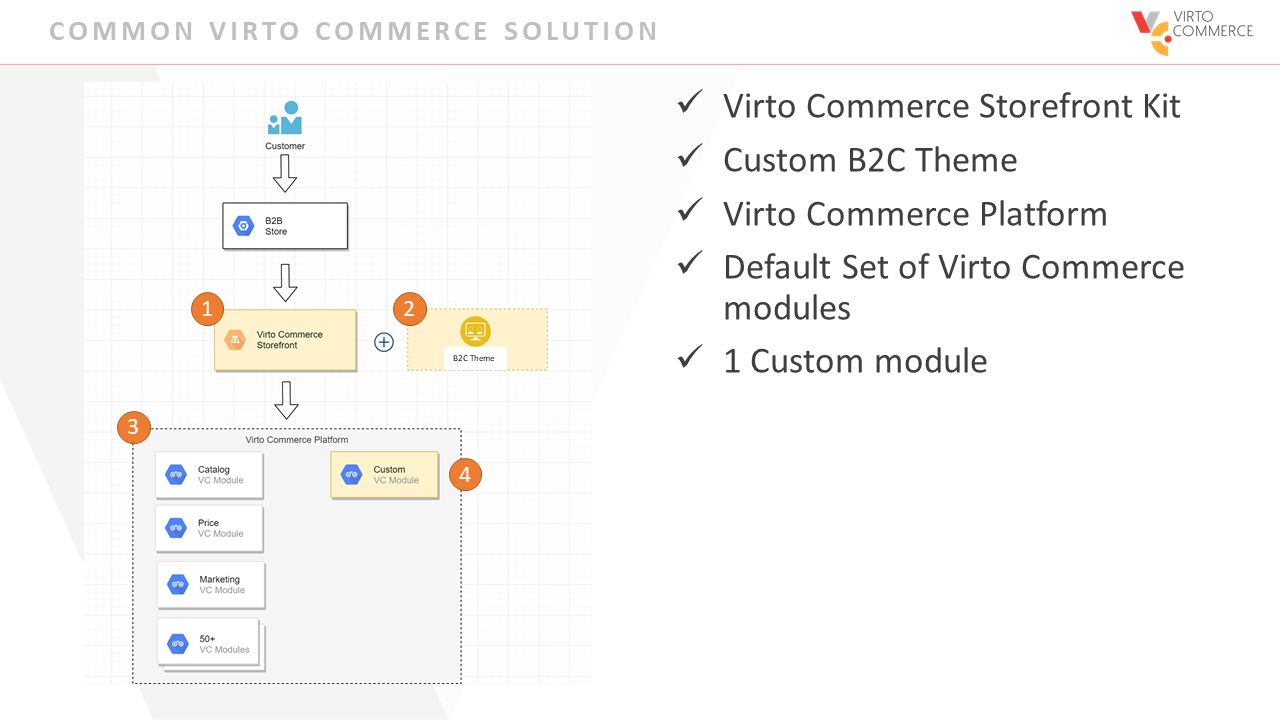 COMMON VIRTO COMMERCE SOLUTION
VIRTO
COMMERCE
Customer
B2B
Store
1
Virto Commerce
Storefront
2
B2C Theme
3
Virto Commerce Platform
Catalog
VC Module
Custom
VC Module
4
Price
VC Module
Marketing
VC Module
50+
VC Modules
✓ Virto Commerce Storefront Kit
✓ Custom B2C Theme
✓ Virto Commerce Platform
✓ Default Set of Virto Commerce
modules
✓ 1 Custom module